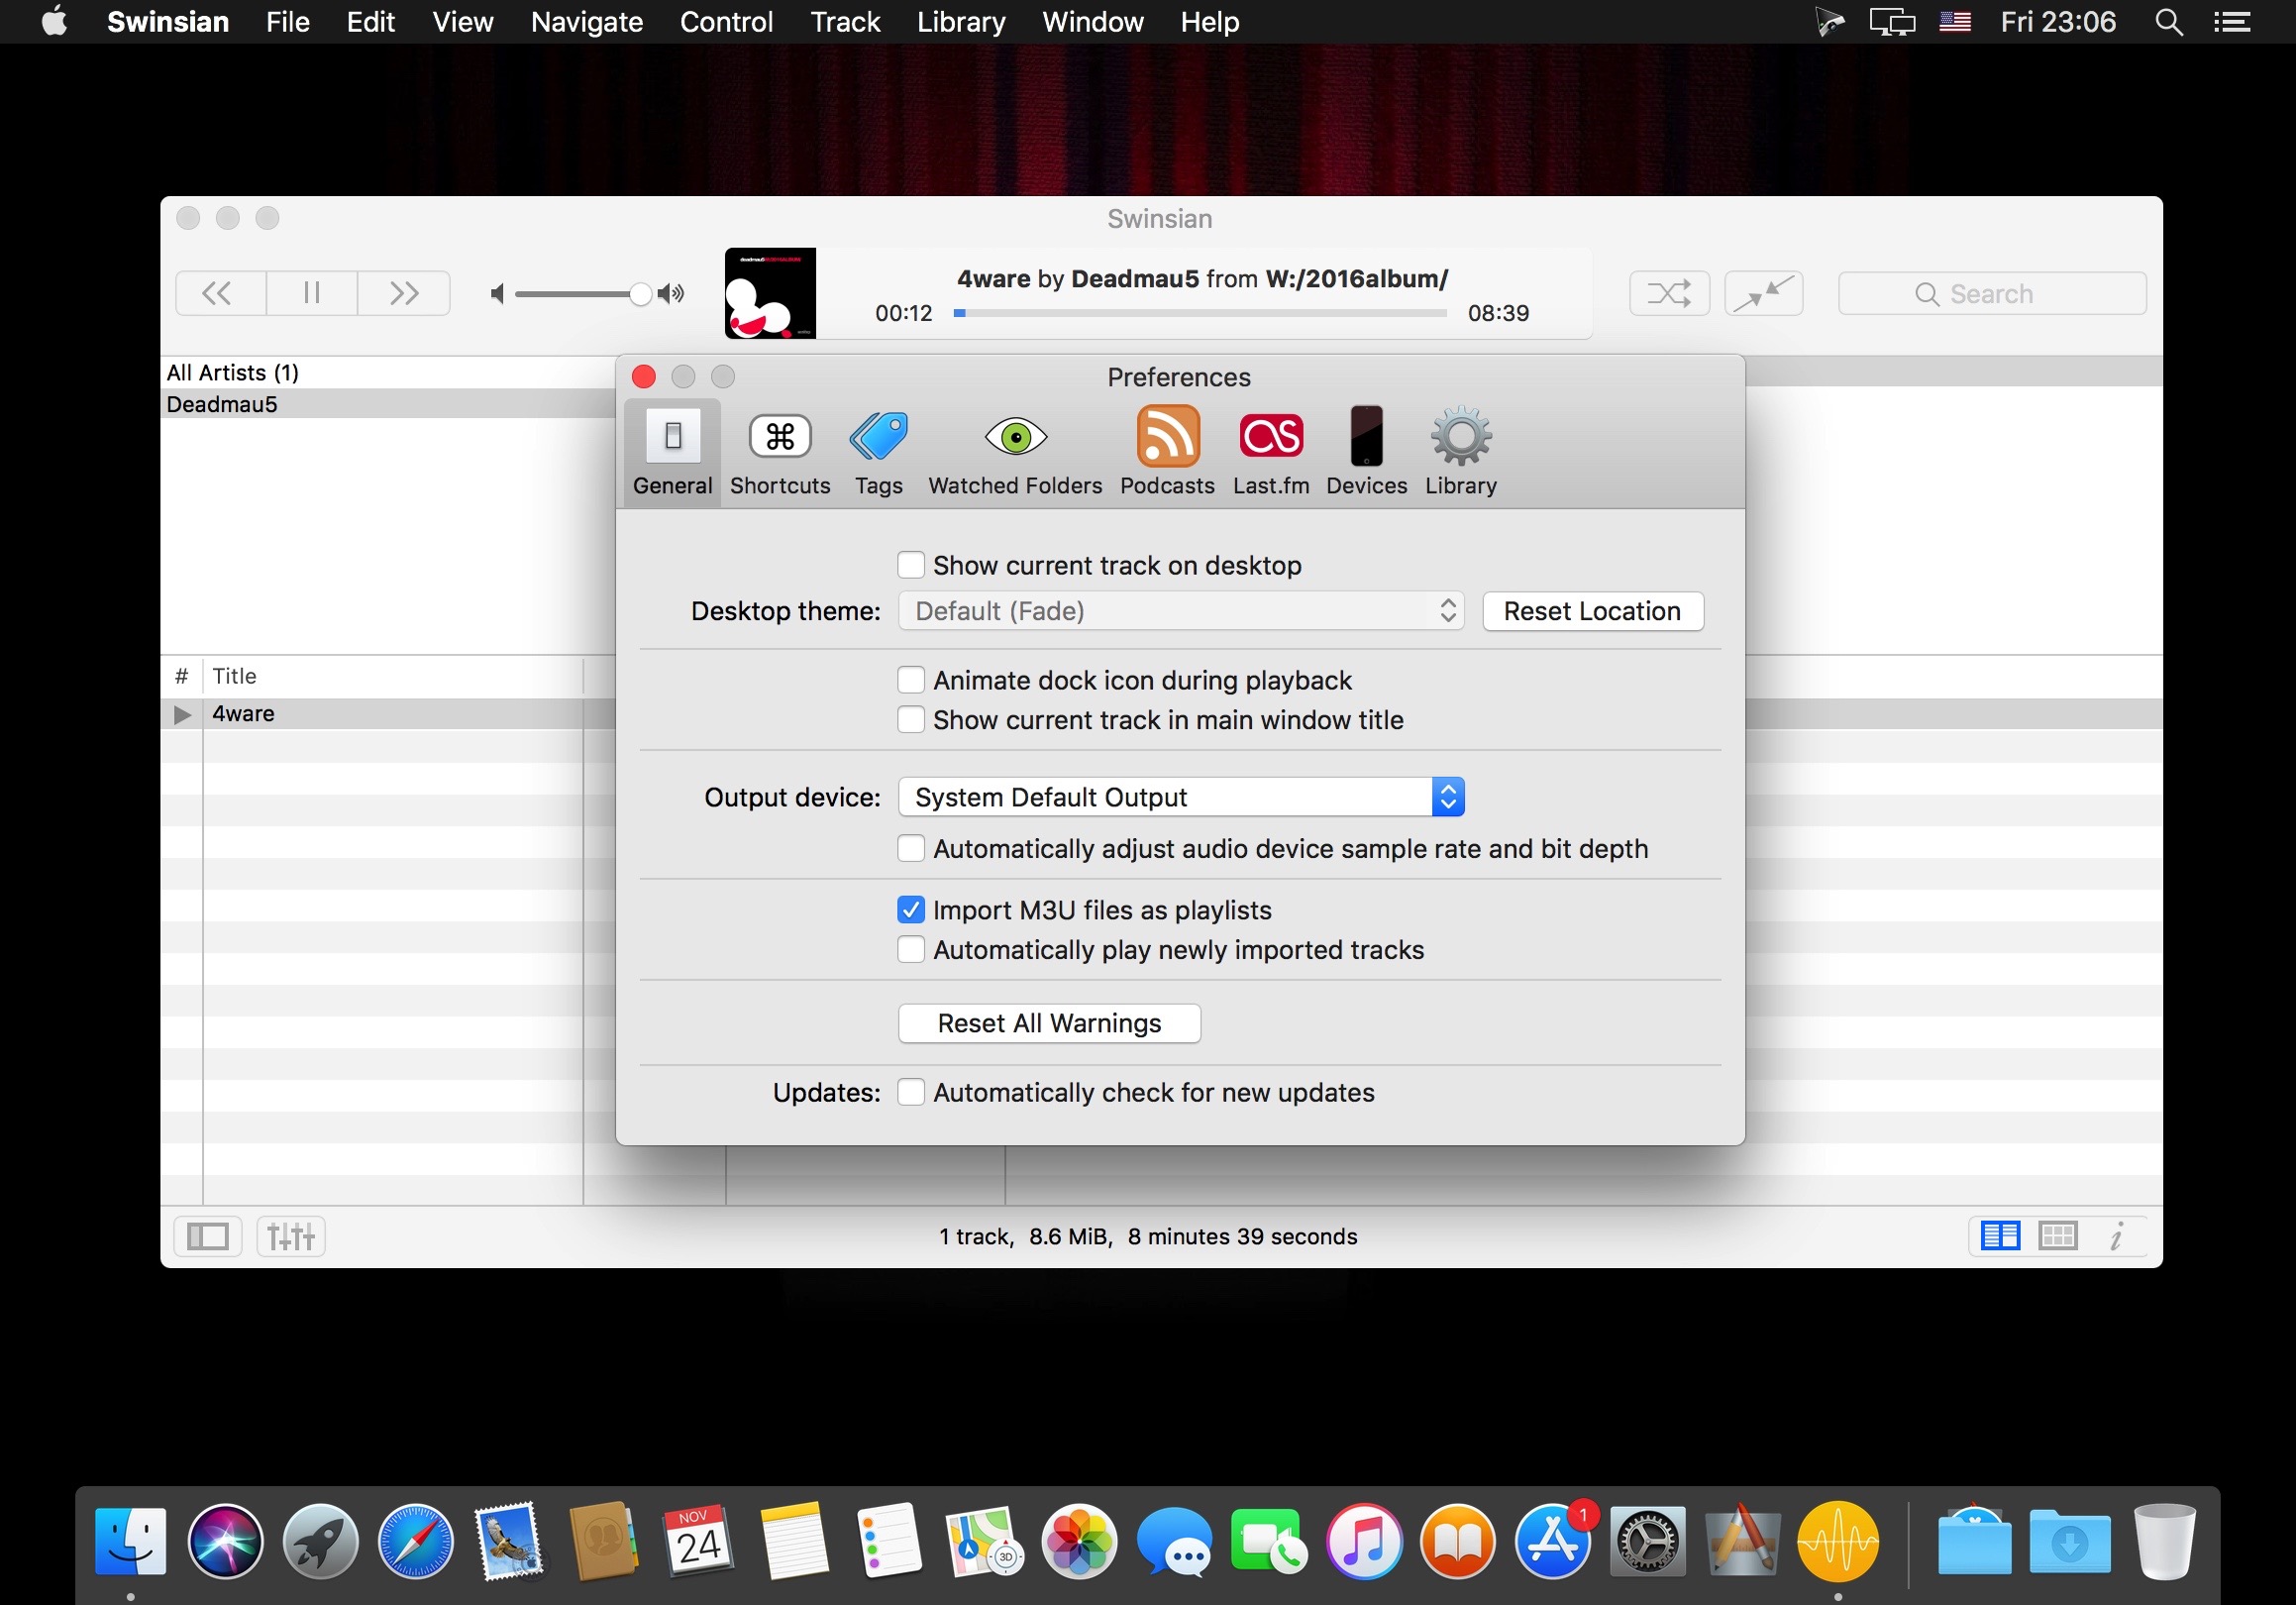 Swinsian File Edit View Navigate Control Track Library Window Help Fri 23:06
Swinsian
4ware by Deadmau5 from W:/2016album/
00:12 08:39
Search
All Artists (1)
Deadmau5
Preferences
General Shortcuts Tags Watched Folders Podcasts Last.fm Devices Library
Show current track on desktop
Desktop theme: Default (Fade) Reset Location
# Title
Animate dock icon during playback
4ware
Show current track in main window title
Output device: System Default Output
Automatically adjust audio device sample rate and bit depth
Import M3U files as playlists
Automatically play newly imported tracks
Reset All Warnings
Updates: Automatically check for new updates
1 track, 8.6 MiB, 8 minutes 39 seconds
NOV
24
3D
1